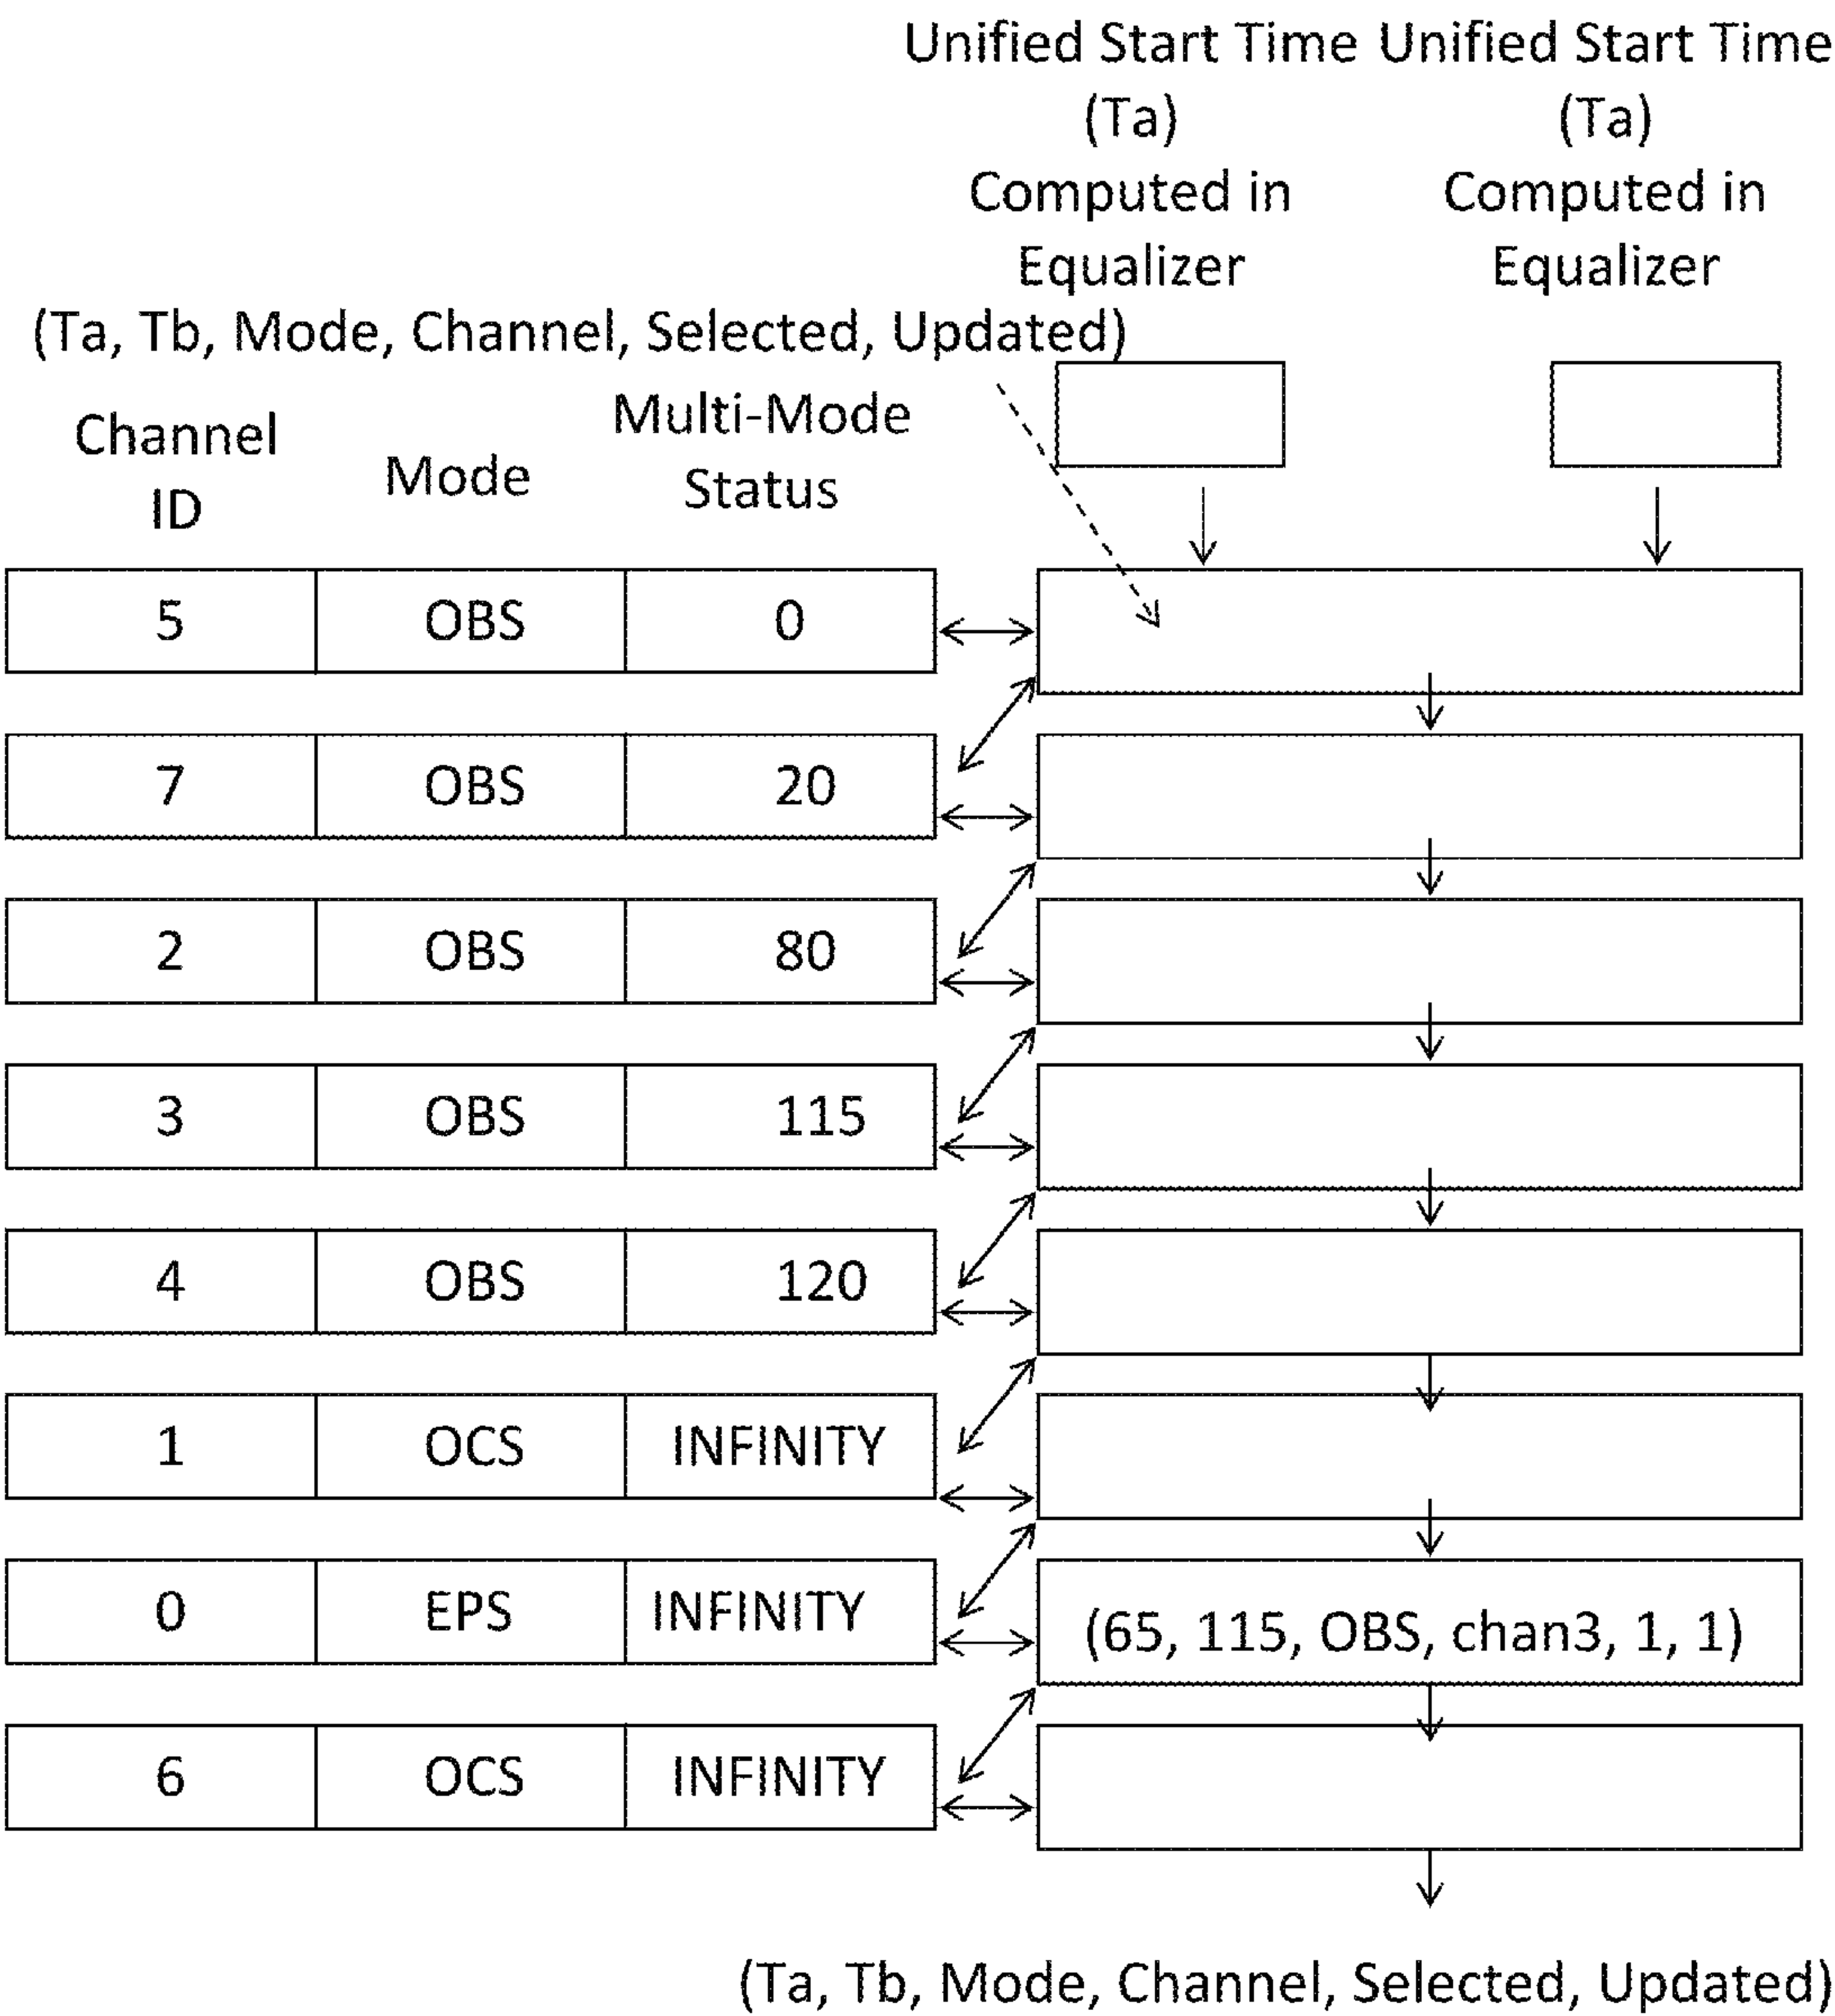 Unified Start Time Unified Start Time
(Ta) (Ta)
Computed in Computed in
Equalizer Equalizer
(Ta, Tb, Mode, Channel, Selected, Updated)
Channel ID Mode Multi-Mode Status
5 OBS 0
7 OBS 20
2 OBS 80
3 OBS 115
4 OBS 120
1 OCS INFINITY
0 EPS INFINITY (65, 115, OBS, chan3, 1, 1)
6 OCS INFINITY
(Ta, Tb, Mode, Channel, Selected, Updated)